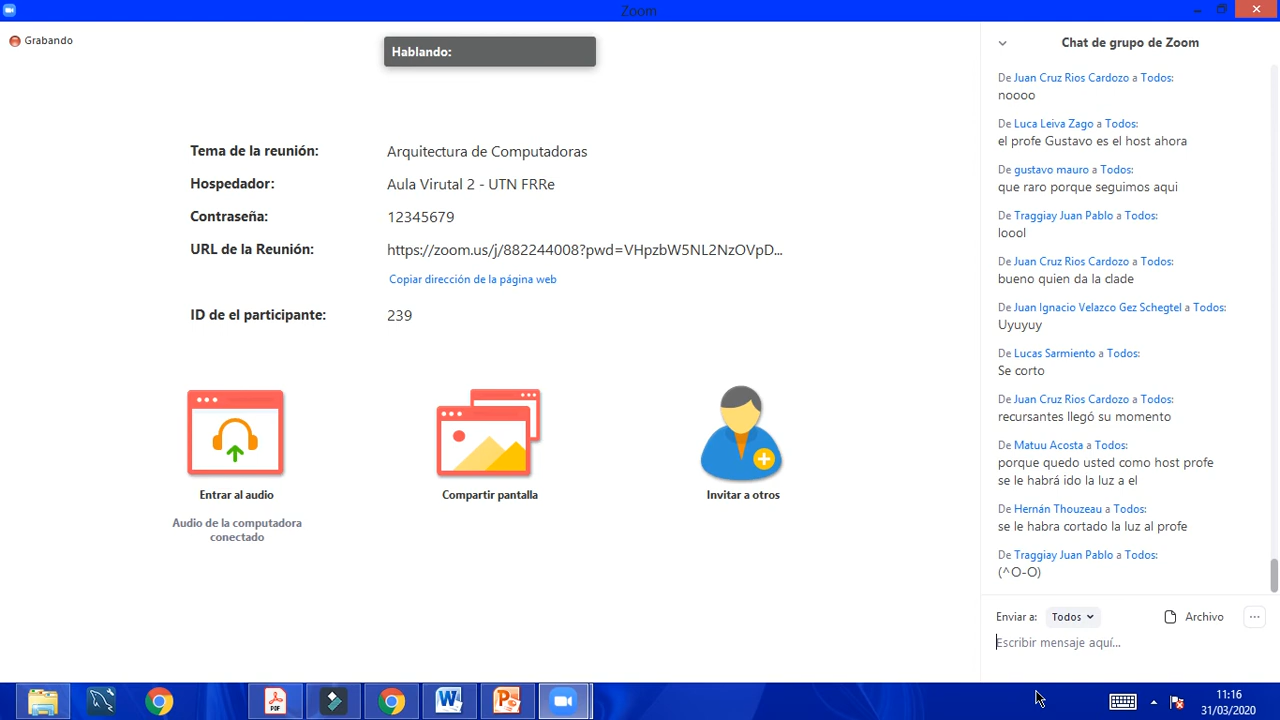 Zoom
Grabando
Hablando:
Tema de la reunión: Arquitectura de Computadoras
Hospedador: Aula Virutal 2 - UTN FRRe
Contraseña: 12345679
URL de la Reunión: https://zoom.us/j/882244008?pwd=VHpzbW5NL2NzOVpD...
Copiar dirección de la página web
ID de el participante: 239
Entrar al audio
Audio de la computadora
conectado
Compartir pantalla
Invitar a otros
Chat de grupo de Zoom
De Juan Cruz Rios Cardozo a Todos:
noooo
De Luca Leiva Zago a Todos:
el profe Gustavo es el host ahora
De gustavo mauro a Todos:
que raro porque seguimos aqui
De Traggiay Juan Pablo a Todos:
loool
De Juan Cruz Rios Cardozo a Todos:
bueno quien da la clade
De Juan Ignacio Velazco Gez Schegtel a Todos:
Uyuyuy
De Lucas Sarmiento a Todos:
Se corto
De Juan Cruz Rios Cardozo a Todos:
recursantes llegó su momento
De Matuu Acosta a Todos:
porque quedo usted como host profe
se le habrá ido la luz a el
De Hernán Thouzeau a Todos:
se le habra cortado la luz al profe
De Traggiay Juan Pablo a Todos:
(^O-O)
Enviar a: Todos
Archivo
Escribir mensaje aquí...
PDF
W
P
11:16
31/03/2020